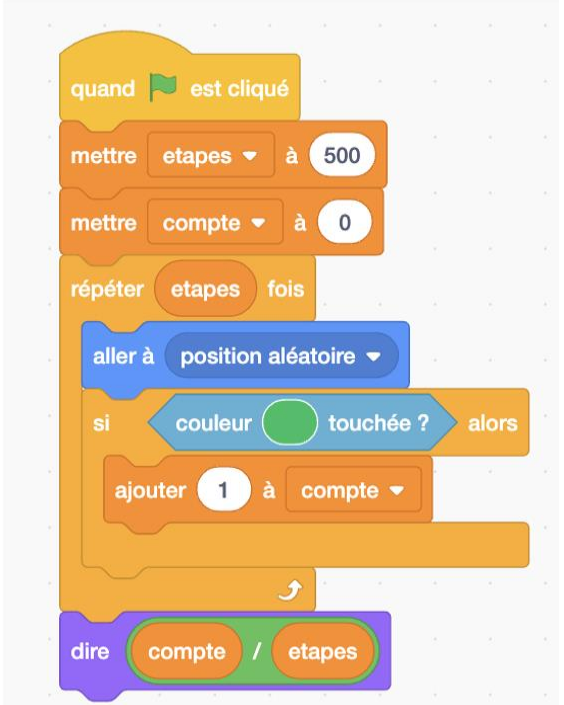 quand est cliqué
mettre etapes à 500
mettre compte à 0
répéter etapes fois
aller à position aléatoire
si couleur touchée ? alors
ajouter 1 à compte
dire compte / etapes